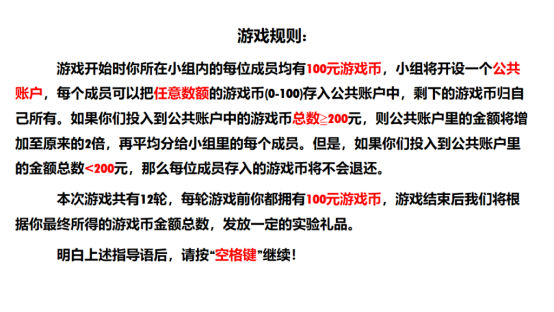 游戏规则:
游戏开始时你所在小组内的每位成员均有100元游戏币，小组将开设一个公共
账户，每个成员可以把任意数额的游戏币(0-100)存入公共账户中，剩下的游戏币归自
己所有。如果你们投入到公共账户中的游戏币总数≧200元，则公共账户里的金额将增
加至原来的2倍，再平均分给小组里的每个成员。但是，如果你们投入到公共账户里
的金额总数<200元，那么每位成员存入的游戏币将不会退还。
本次游戏共有12轮，每轮游戏前你都拥有100元游戏币，游戏结束后我们将根
据你最终所得的游戏币金额总数，发放一定的实验礼品。
明白上述指导语后，请按“空格键”继续！